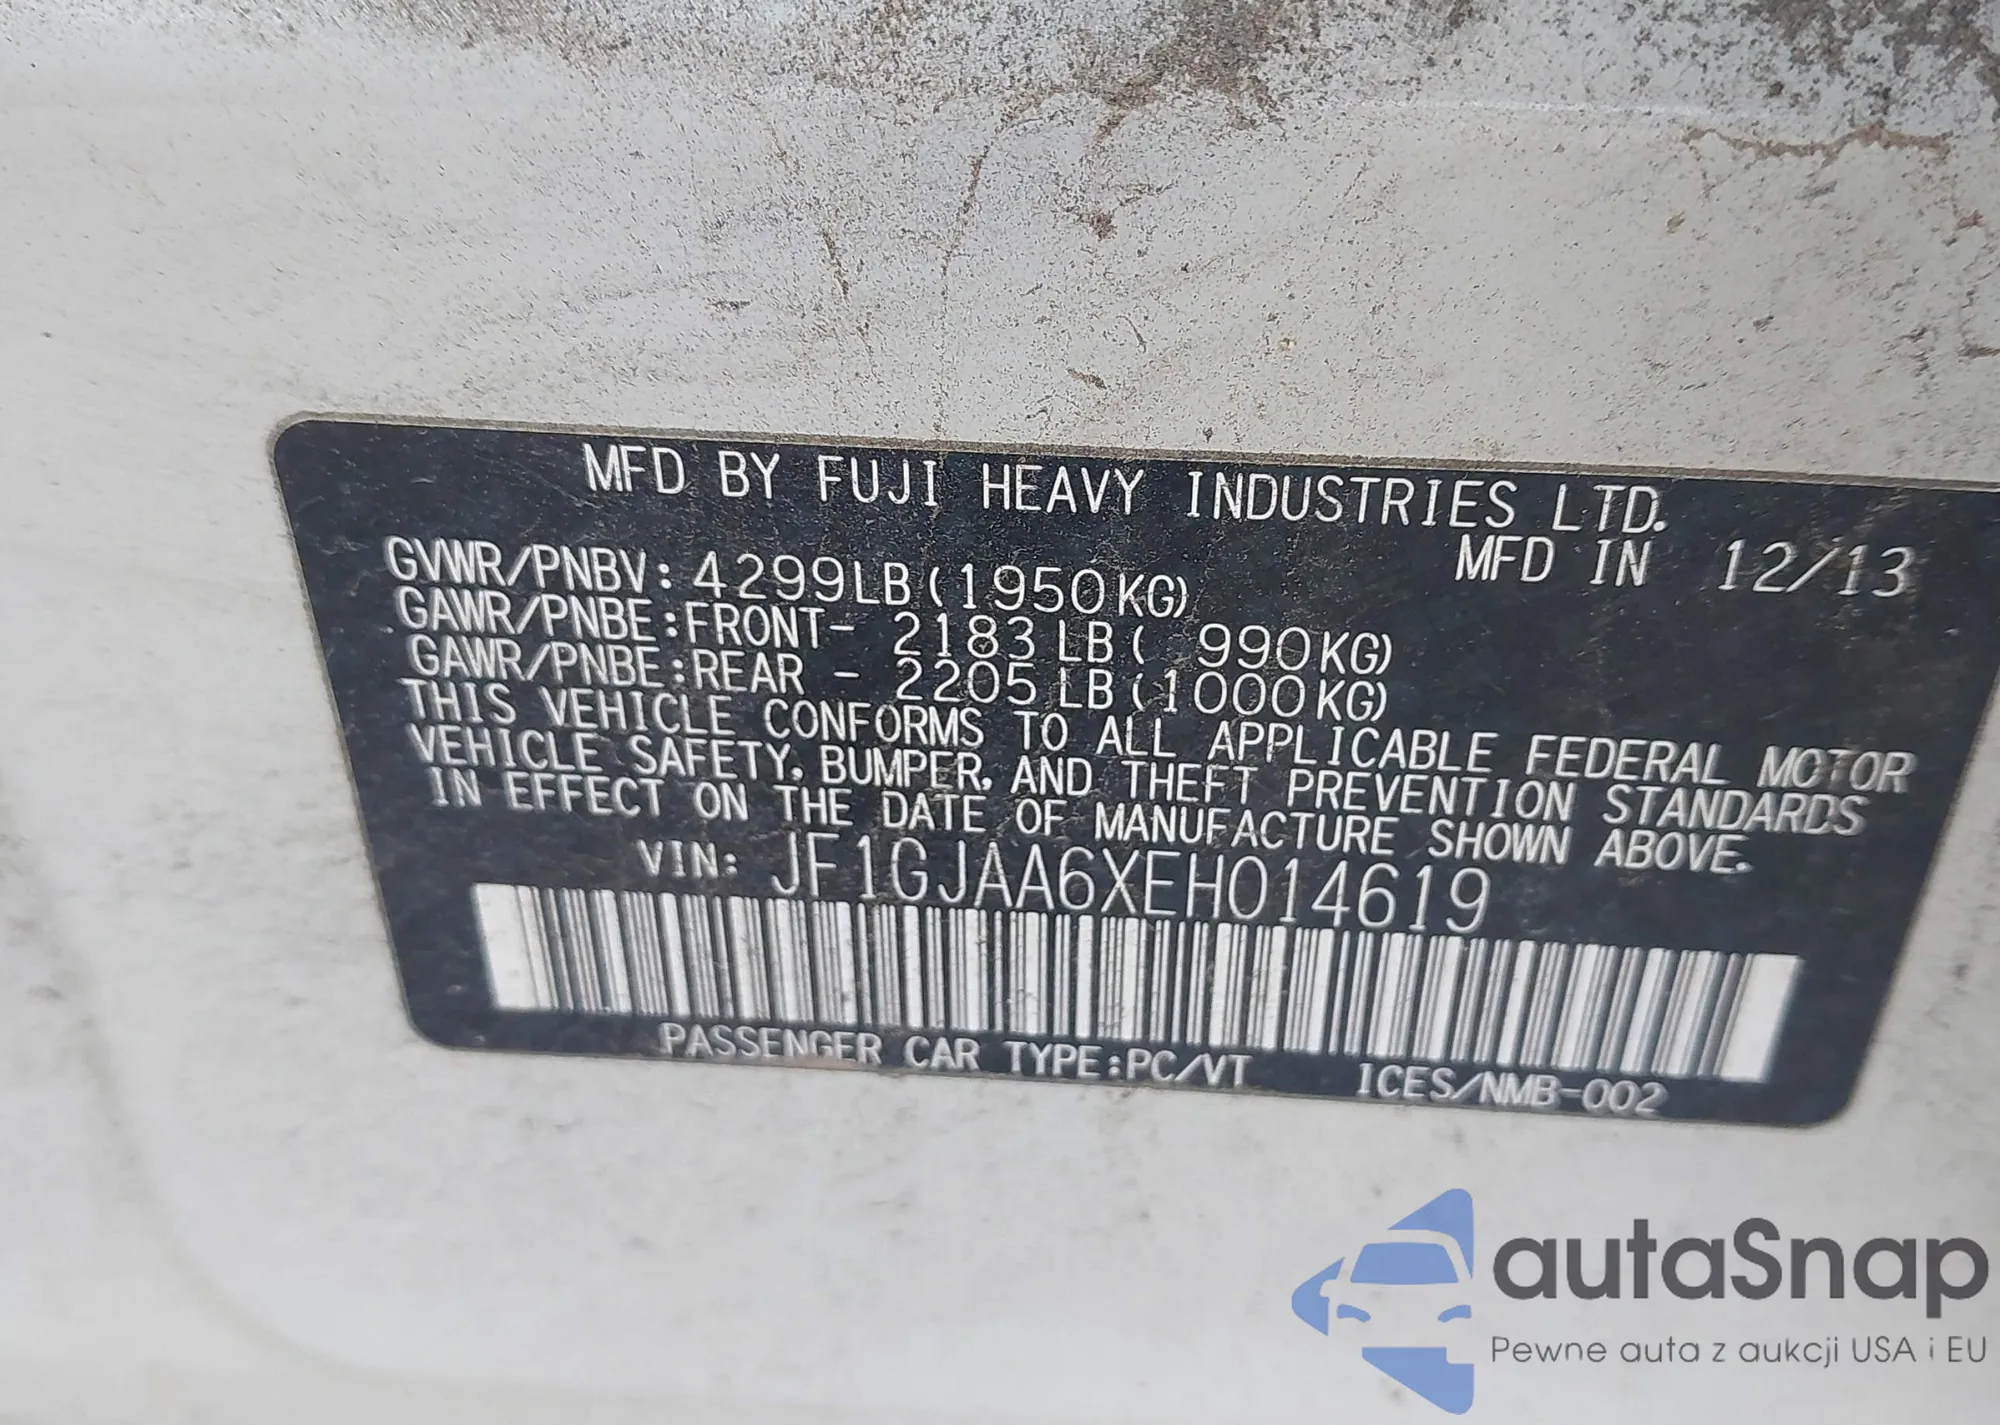 MFD BY FUJI HEAVY INDUSTRIES LTD.
MFD IN 12/13
GVWR/PNBV: 4299LB(1950KG)
GAWR/PNBE:FRONT- 2183LB( 990KG)
GAWR/PNBE:REAR - 2205LB(1000KG)
THIS VEHICLE CONFORMS TO ALL APPLICABLE FEDERAL MOTOR
VEHICLE SAFETY, BUMPER, AND THEFT PREVENTION STANDARDS
IN EFFECT ON THE DATE OF MANUFACTURE SHOWN ABOVE.
VIN: JF1GJAA6XEH014619
PASSENGER CAR TYPE:PC/VT ICES/NMB-002
autaSnap
Pewne auta z aukcji USA i EU